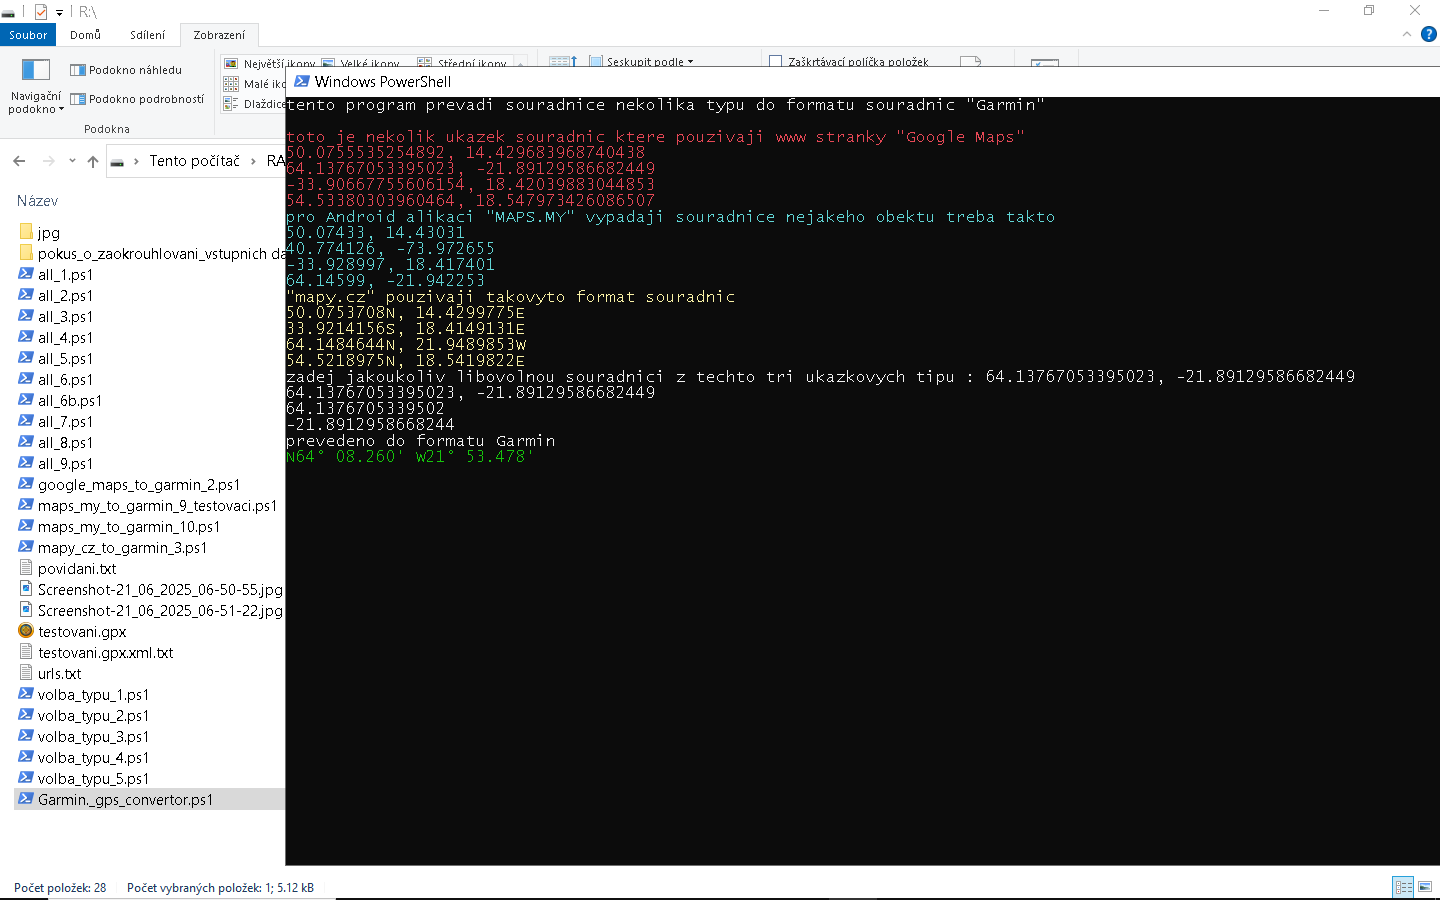 R:\
Soubor Domů Sdílení Zobrazení
Navigační podokno
Podokno náhledu
Podokno podrobností
Podokna
Největší ikony Velké ikony Střední ikony
Malé iko
Dlaždice
Seskupit podle
Zaškrtávací políčka položek
Tento počítač RA
Název
jpg
pokus_o_zaokrouhlovani_vstupnich da
all_1.ps1
all_2.ps1
all_3.ps1
all_4.ps1
all_5.ps1
all_6.ps1
all_6b.ps1
all_7.ps1
all_8.ps1
all_9.ps1
google_maps_to_garmin_2.ps1
maps_my_to_garmin_9_testovaci.ps1
maps_my_to_garmin_10.ps1
mapy_cz_to_garmin_3.ps1
povidani.txt
Screenshot-21_06_2025_06-50-55.jpg
Screenshot-21_06_2025_06-51-22.jpg
testovani.gpx
testovani.gpx.xml.txt
urls.txt
volba_typu_1.ps1
volba_typu_2.ps1
volba_typu_3.ps1
volba_typu_4.ps1
volba_typu_5.ps1
Garmin._gps_convertor.ps1
Počet položek: 28 Počet vybraných položek: 1; 5.12 kB
Windows PowerShell
tento program prevadi souradnice nekolika typu do formatu souradnic "Garmin"
toto je nekolik ukazek souradnic ktere pouzivaji www stranky "Google Maps"
50.0755535254892, 14.429683968740438
64.13767053395023, -21.89129586682449
-33.90667755606154, 18.42039883044853
54.53380303960464, 18.547973426086507
pro Android alikaci "MAPS.MY" vypadaji souradnice nejakeho obektu treba takto
50.07433, 14.43031
40.774126, -73.972655
-33.928997, 18.417401
64.14599, -21.942253
"mapy.cz" pouzivaji takovyto format souradnic
50.0753708N, 14.4299775E
33.9214156S, 18.4149131E
64.1484644N, 21.9489853W
54.5218975N, 18.5419822E
zadej jakoukoliv libovolnou souradnici z techto tri ukazkovych tipu : 64.13767053395023, -21.89129586682449
64.13767053395023, -21.89129586682449
64.1376705339502
-21.8912958668244
prevedeno do formatu Garmin
N64° 08.260' W21° 53.478'